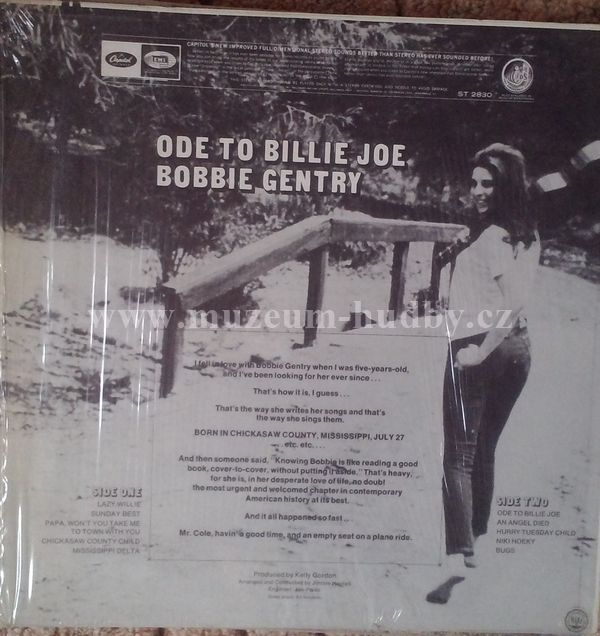 CAPITOL'S NEW IMPROVED FULL DIMENSIONAL STEREO SOUNDS BETTER THAN STEREO HAS EVER SOUNDED BEFORE!
Capitol
EMI
ST 2830
ODE TO BILLIE JOE
BOBBIE GENTRY
www.muzeum-hudby.cz
I fell in love with Bobbie Gentry when I was five-years-old,
and I've been looking for her ever since . . .
That's how it is, I guess . . .
That's the way she writes her songs and that's
the way she sings them.
BORN IN CHICKASAW COUNTY, MISSISSIPPI, JULY 27
. . . etc. etc. . . .
And then someone said, "Knowing Bobbie is like reading a good
book, cover-to-cover, without putting it aside." That's heavy,
for she is, in her desperate love of life, no doubt
the most urgent and welcomed chapter in contemporary
American history at its best.
And it all happened so fast . .
Mr. Cole, havin' a good time, and an empty seat on a plane ride.
SIDE ONE
LAZY WILLIE
SUNDAY BEST
PAPA, WON'T YOU TAKE ME
TO TOWN WITH YOU
CHICKASAW COUNTY CHILD
MISSISSIPPI DELTA
SIDE TWO
ODE TO BILLIE JOE
AN ANGEL DIED
HURRY TUESDAY CHILD
NIKI HOEKY
BUGS
Produced by Kelly Gordon
Arranged and Conducted by Jimmie Haskell
Engineer: Joe Polito